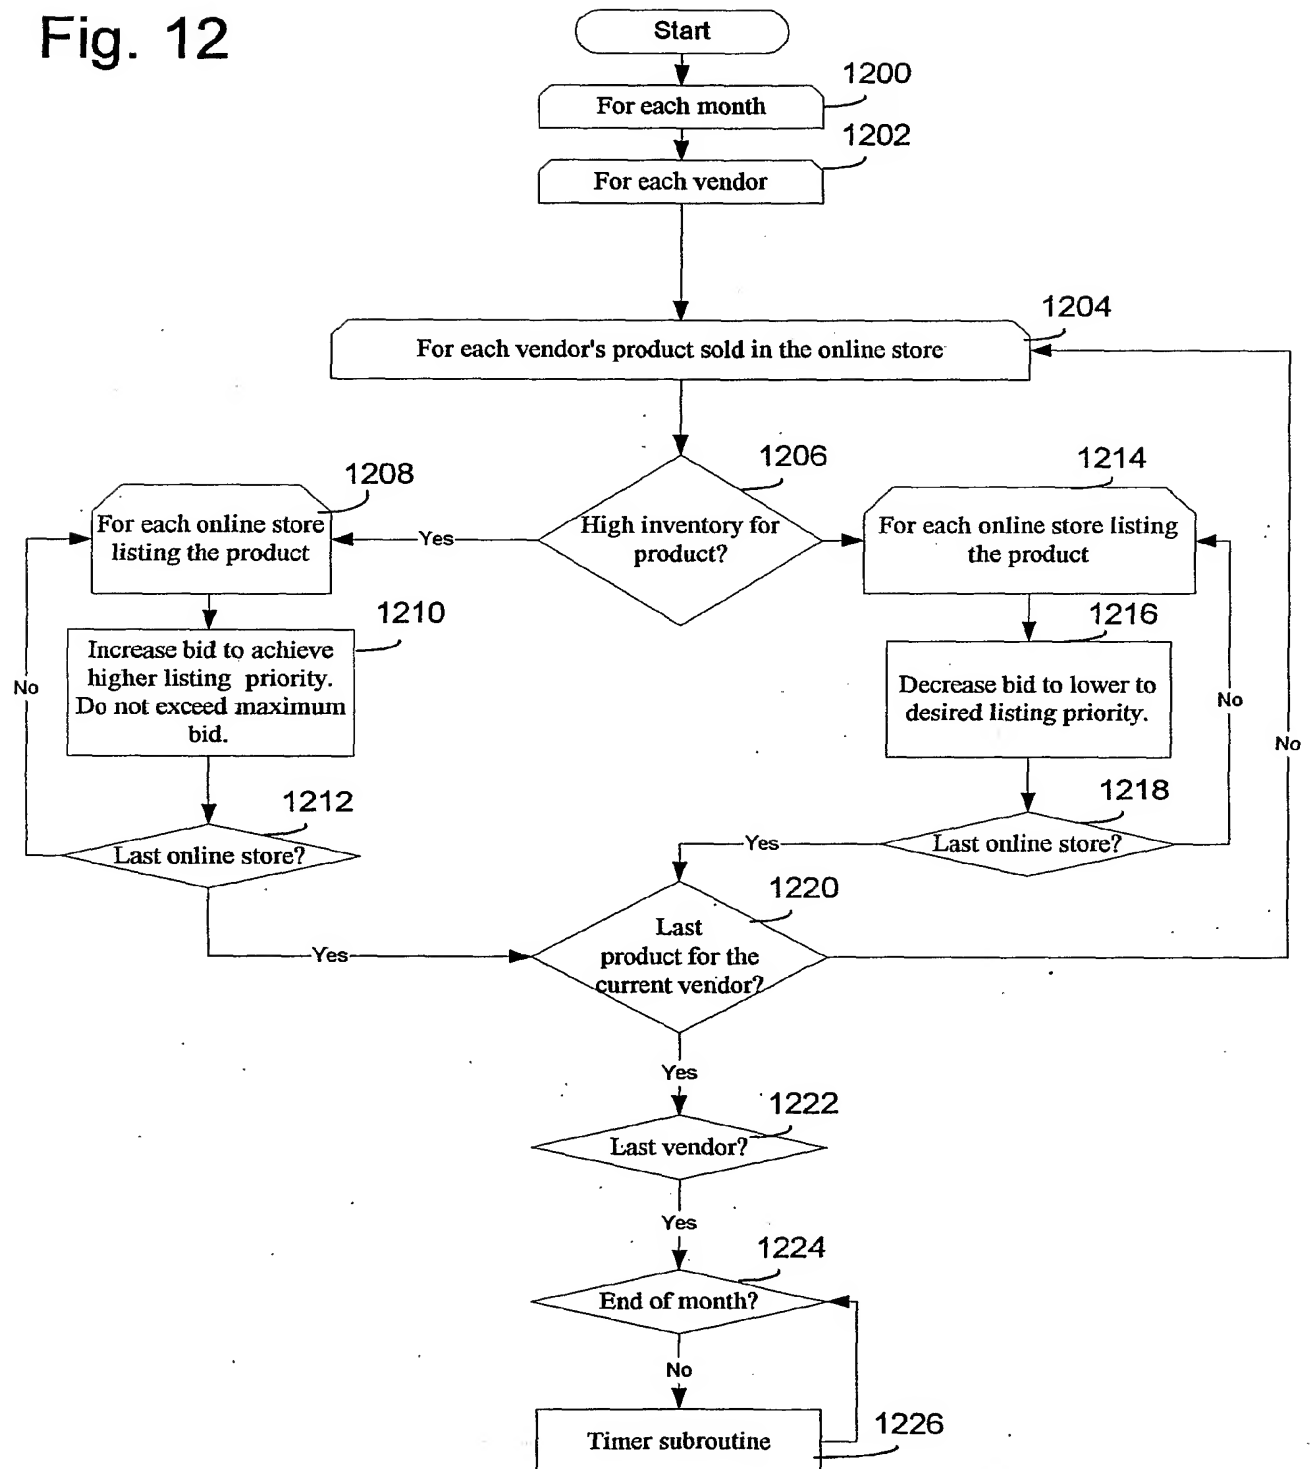 Fig. 12
Start
1200
For each month
1202
For each vendor
1204
For each vendor's product sold in the online store
1206
High inventory for
product?
Yes
1208
For each online store
listing the product
1210
Increase bid to achieve
higher listing priority.
Do not exceed maximum
bid.
No
1212
Last online store?
Yes
1214
For each online store listing
the product
1216
Decrease bid to lower to
desired listing priority.
No
No
1218
Last online store?
Yes
1220
Last
product for the
current vendor?
Yes
1222
Last vendor?
Yes
1224
End of month?
No
1226
Timer subroutine